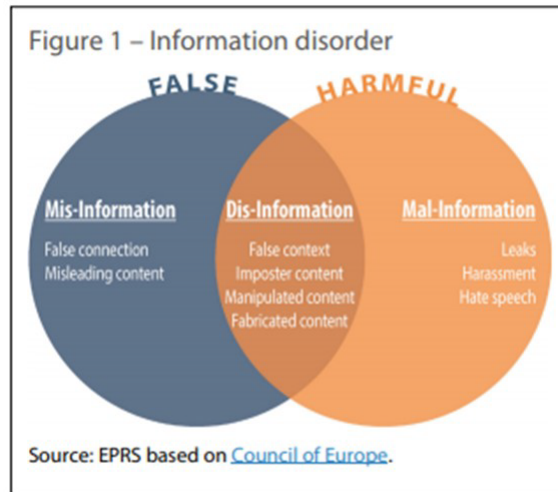 Figure 1 – Information disorder
FALSE
HARMFUL
Mis-Information
False connection
Misleading content
Dis-Information
False context
Imposter content
Manipulated content
Fabricated content
Mal-Information
Leaks
Harassment
Hate speech
Source: EPRS based on Council of Europe.